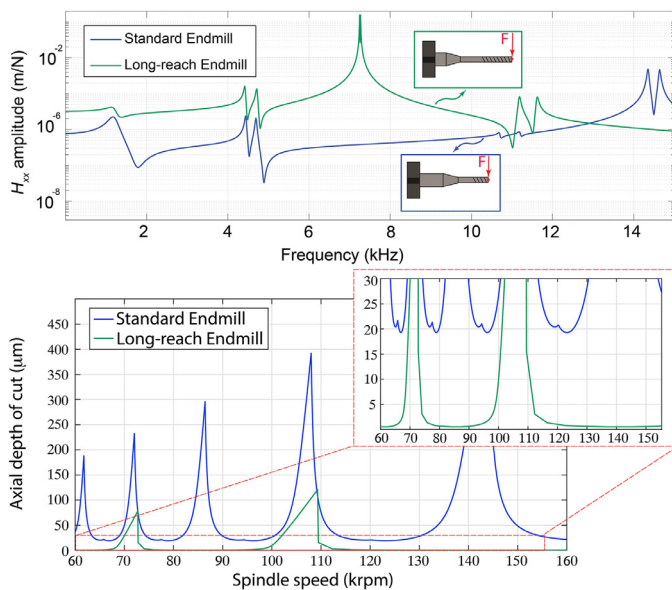 Standard Endmill
Long-reach Endmill
F
F
10⁻²
10⁻⁶
10⁻⁸
Hxx amplitude (m/N)
2 4 6 8 10 12 14
Frequency (kHz)
Standard Endmill
Long-reach Endmill
450
400
350
300
250
200
150
100
50
0
Axial depth of cut (μm)
60 70 80 90 100 110 120 130 140 150 160
Spindle speed (krpm)
30
25
20
15
10
5
60 70 80 90 100 110 120 130 140 150